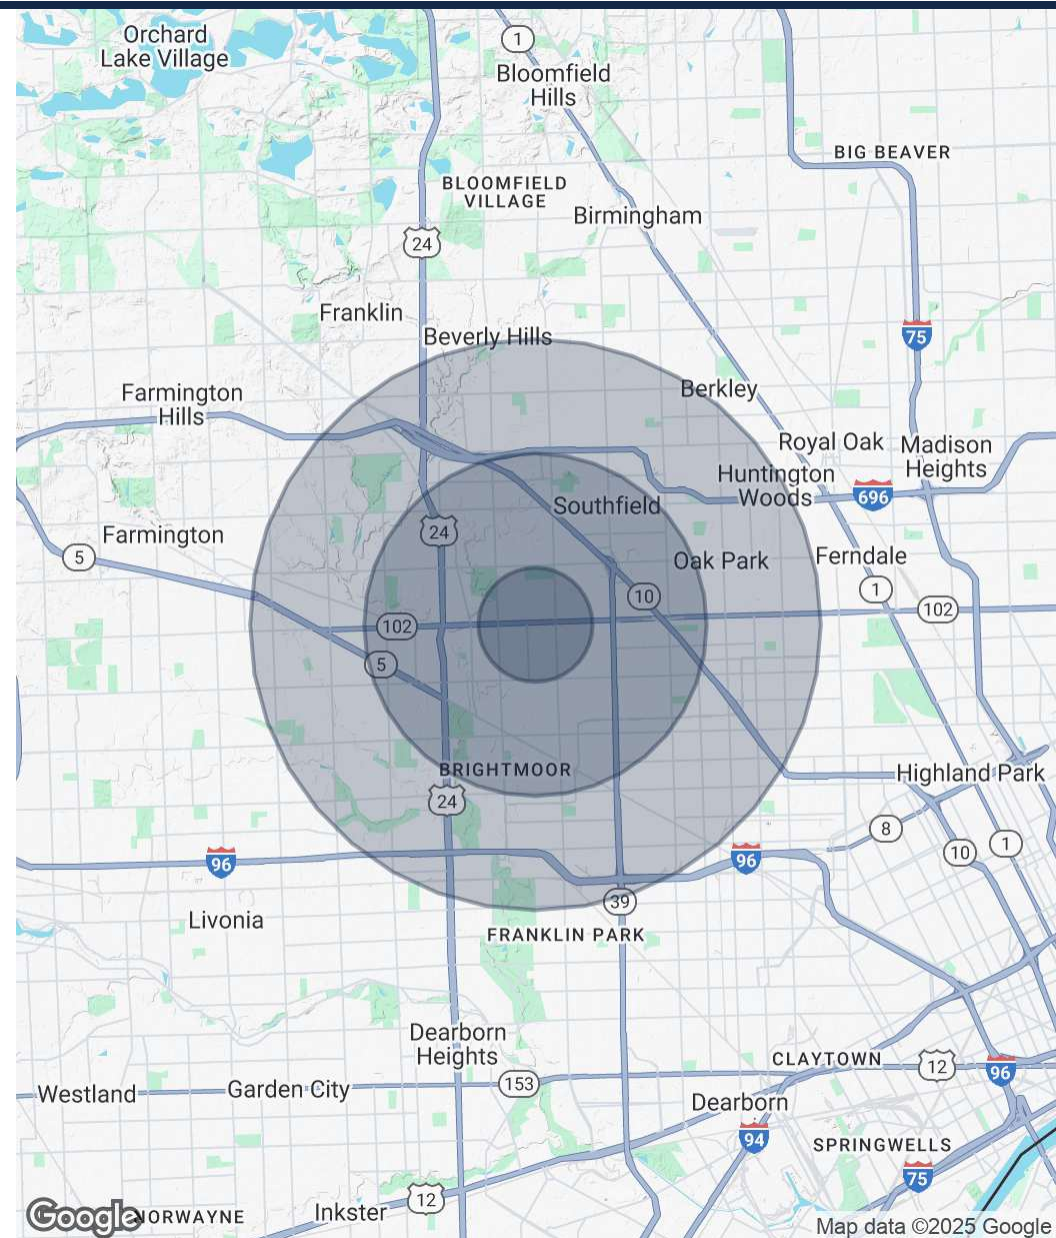 Orchard
Lake Village
1
Bloomfield
Hills
BIG BEAVER
BLOOMFIELD
VILLAGE
Birmingham
24
Franklin
Beverly Hills
75
Farmington
Hills
Berkley
Royal Oak
Madison
Heights
Huntington
Woods
696
Southfield
24
Farmington
5
Oak Park
Ferndale
1
10
102
102
5
BRIGHTMOOR
24
Highland Park
8
1
10
96
96
39
Livonia
FRANKLIN PARK
Dearborn
Heights
CLAYTOWN
12
96
153
Westland
Garden City
Dearborn
94
SPRINGWELLS
75
12
Inkster
NORWAYNE
Google
Map data ©2025 Google